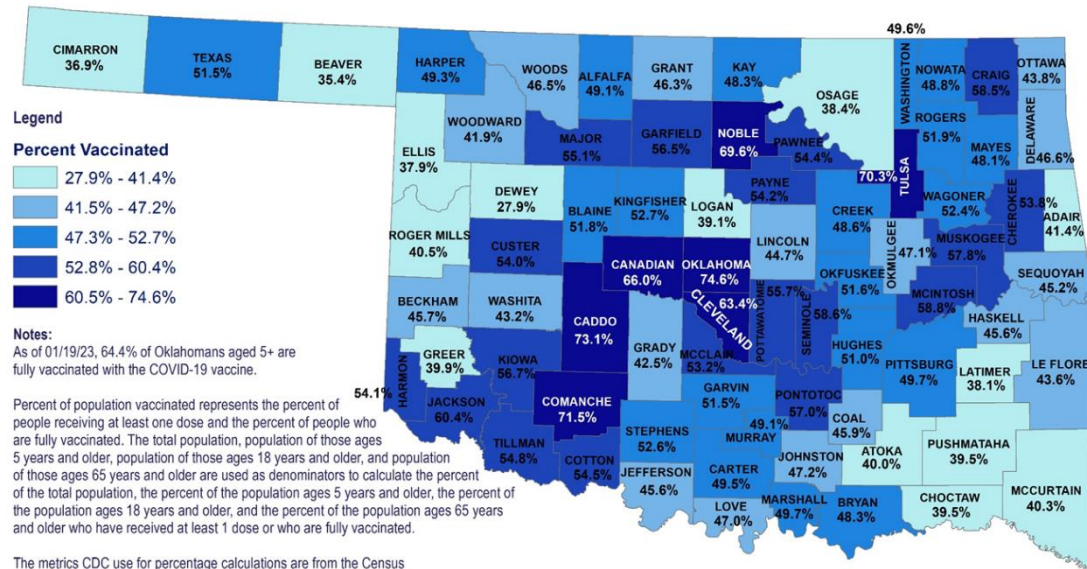 49.6%
CIMARRON
36.9%
TEXAS
51.5%
BEAVER
35.4%
HARPER
49.3%
WOODS
46.5%
ALFALFA
49.1%
GRANT
46.3%
KAY
48.3%
OSAGE
38.4%
WASHINGTON
NOWATA
48.8%
CRAIG
58.5%
OTTAWA
43.8%
Legend
Percent Vaccinated
27.9% - 41.4%
41.5% - 47.2%
47.3% - 52.7%
52.8% - 60.4%
60.5% - 74.6%
ELLIS
37.9%
WOODWARD
41.9%
MAJOR
55.1%
GARFIELD
56.5%
NOBLE
69.6%
PAWNEE
54.4%
ROGERS
51.9%
MAYES
48.1%
DELAWARE
46.6%
DEWEY
27.9%
BLAINE
51.8%
KINGFISHER
52.7%
LOGAN
39.1%
PAYNE
54.2%
CREEK
48.6%
70.3%
TULSA
WAGONER
52.4%
CHEROKEE
53.8%
ADAIR
41.4%
ROGER MILLS
40.5%
CUSTER
54.0%
CANADIAN
66.0%
OKLAHOMA
74.6%
LINCOLN
44.7%
OKFUSKEE
51.6%
OKMULGEE
47.1%
MUSKOGEE
57.8%
SEQUOYAH
45.2%
BECKHAM
45.7%
WASHITA
43.2%
CADDO
73.1%
GRADY
42.5%
63.4%
CLEVELAND
POTTAWATOMIE
55.7%
SEMINOLE
58.6%
MCINTOSH
58.8%
HASKELL
45.6%
Notes:
As of 01/19/23, 64.4% of Oklahomans aged 5+ are
fully vaccinated with the COVID-19 vaccine.
GREER
39.9%
KIOWA
56.7%
MCCLAIN
53.2%
HUGHES
51.0%
PITTSBURG
49.7%
LATIMER
38.1%
LE FLORE
43.6%
54.1%
HARMON
JACKSON
60.4%
COMANCHE
71.5%
GARVIN
51.5%
PONTOTOC
57.0%
COAL
45.9%
TILLMAN
54.8%
COTTON
54.5%
STEPHENS
52.6%
49.1%
MURRAY
JOHNSTON
47.2%
ATOKA
40.0%
PUSHMATAHA
39.5%
JEFFERSON
45.6%
CARTER
49.5%
LOVE
47.0%
MARSHALL
49.7%
BRYAN
48.3%
CHOCTAW
39.5%
MCCURTAIN
40.3%
Percent of population vaccinated represents the percent of
people receiving at least one dose and the percent of people who
are fully vaccinated. The total population, population of those ages
5 years and older, population of those ages 18 years and older, and population
of those ages 65 years and older are used as denominators to calculate the percent
of the total population, the percent of the population ages 5 years and older, the percent of
the population ages 18 years and older, and the percent of the population ages 65 years
and older who have received at least 1 dose or who are fully vaccinated.
The metrics CDC use for percentage calculations are from the Census